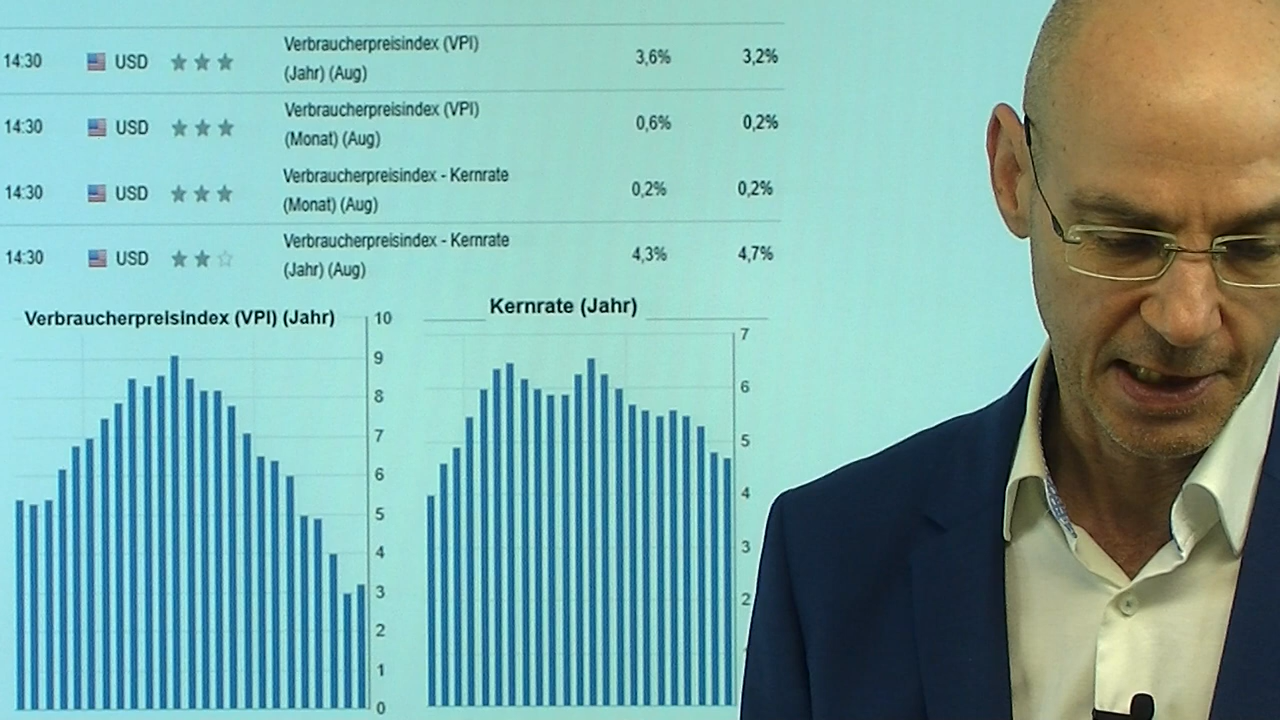 14:30 USD Verbraucherpreisindex (VPI) 3,6% 3,2%
(Jahr) (Aug)
14:30 USD Verbraucherpreisindex (VPI) 0,6% 0,2%
(Monat) (Aug)
14:30 USD Verbraucherpreisindex - Kernrate 0,2% 0,2%
(Monat) (Aug)
14:30 USD Verbraucherpreisindex - Kernrate 4,3% 4,7%
(Jahr) (Aug)
Verbraucherpreisindex (VPI) (Jahr)
10
9
8
7
6
5
4
3
2
1
0
Kernrate (Jahr)
7
6
5
4
3
2